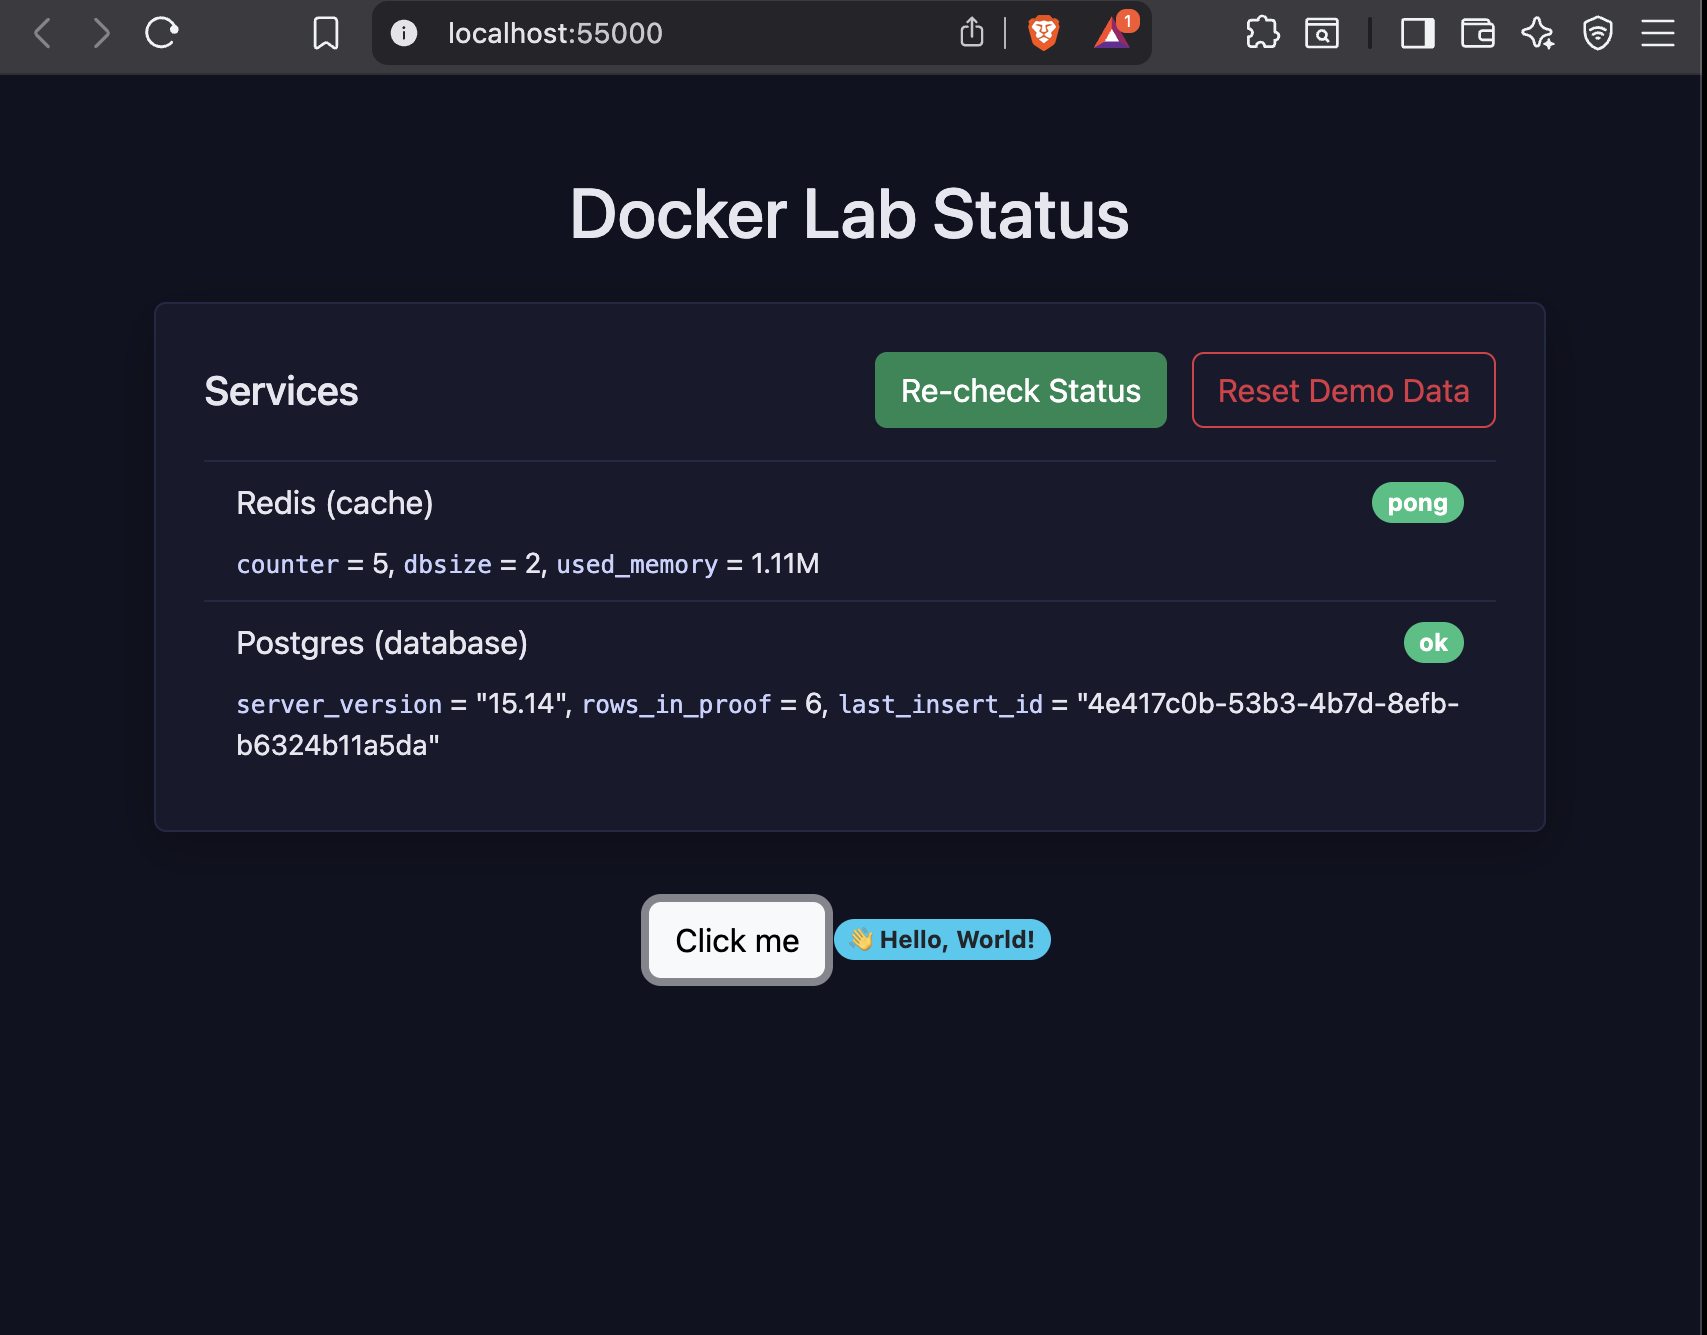 localhost:55000
1
Docker Lab Status
Services
Re-check Status
Reset Demo Data
Redis (cache)
pong
counter = 5, dbsize = 2, used_memory = 1.11M
Postgres (database)
ok
server_version = "15.14", rows_in_proof = 6, last_insert_id = "4e417c0b-53b3-4b7d-8efb-
b6324b11a5da"
Click me
👋 Hello, World!